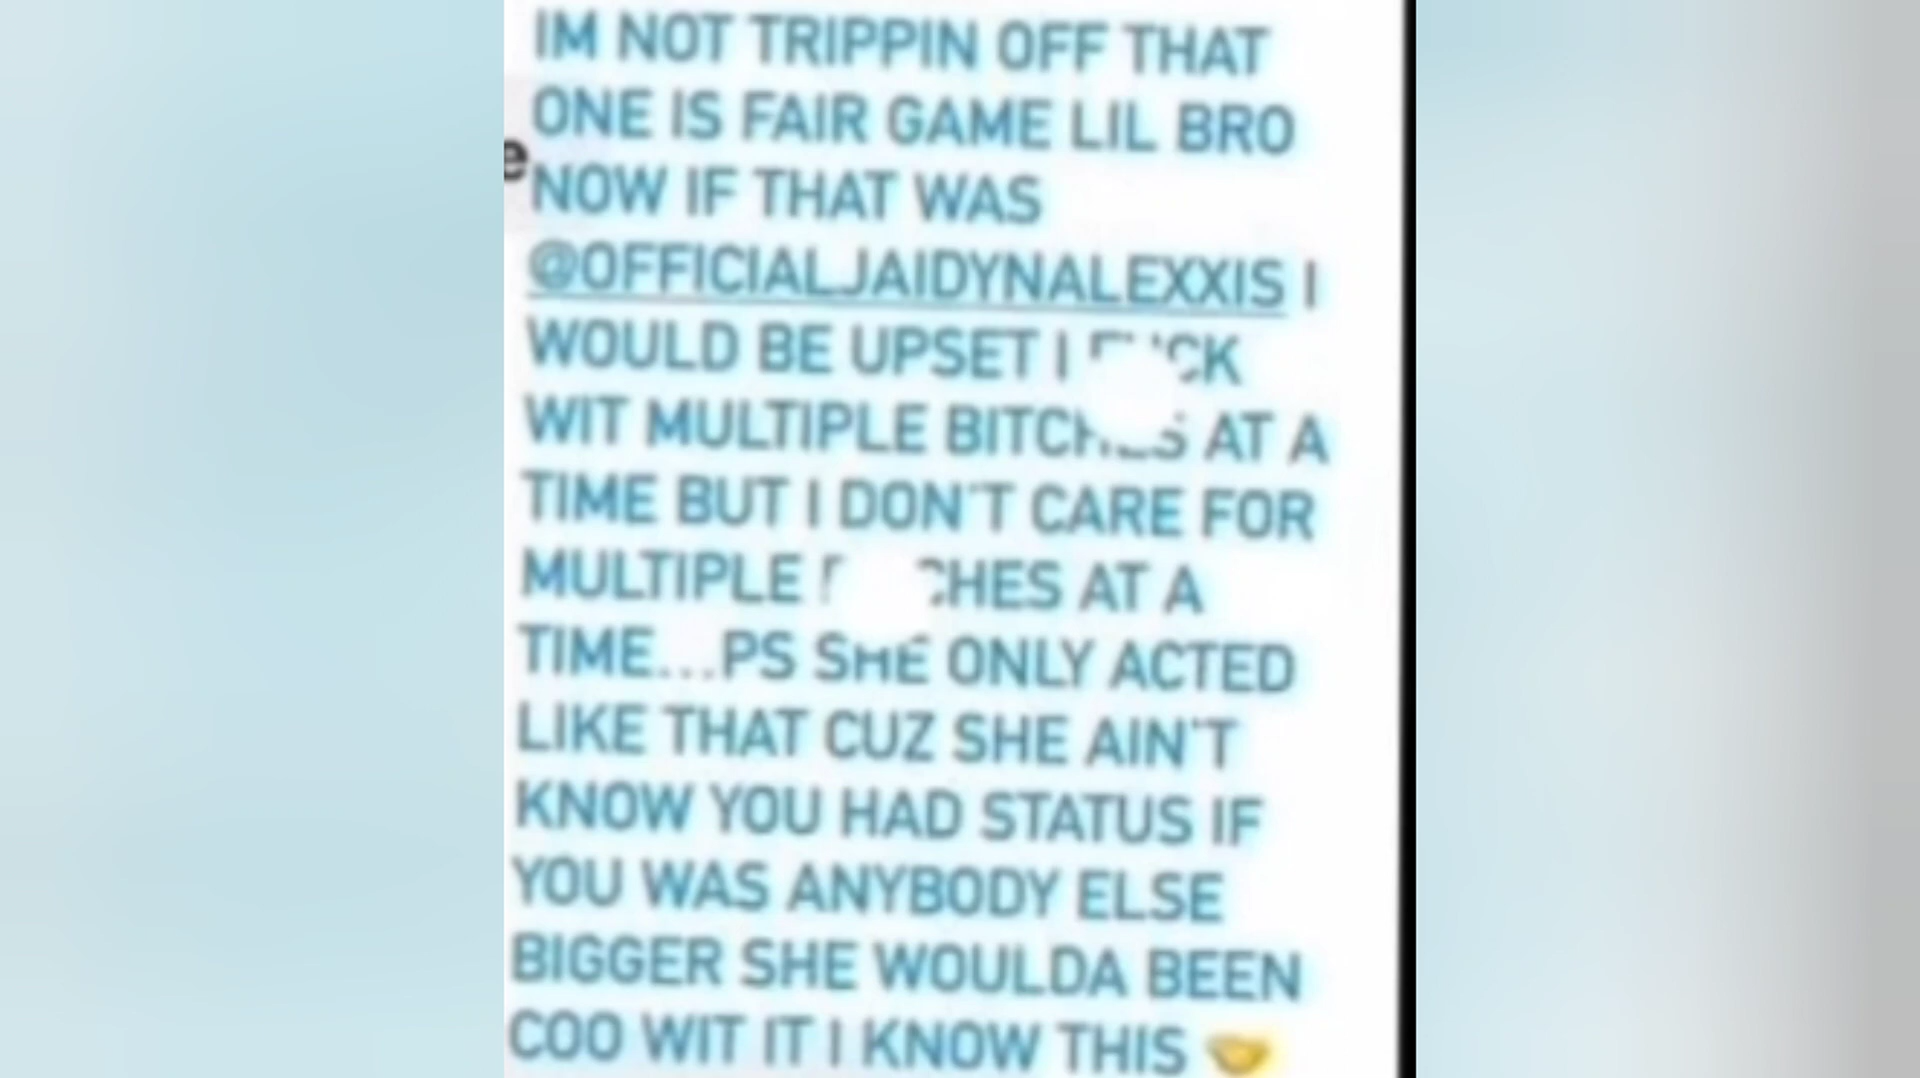 IM NOT TRIPPIN OFF THAT
ONE IS FAIR GAME LIL BRO
e
NOW IF THAT WAS
@OFFICIALJAIDYNALEXXIS I
WOULD BE UPSET I
WIT MULTIPLE BITCHES AT A
TIME BUT I DON'T CARE FOR
MULTIPLE AT A
TIME...PS SHE ONLY ACTED
LIKE THAT CUZ SHE AIN'T
KNOW YOU HAD STATUS IF
YOU WAS ANYBODY ELSE
BIGGER SHE WOULDA BEEN
COO WIT IT I KNOW THIS 🤝